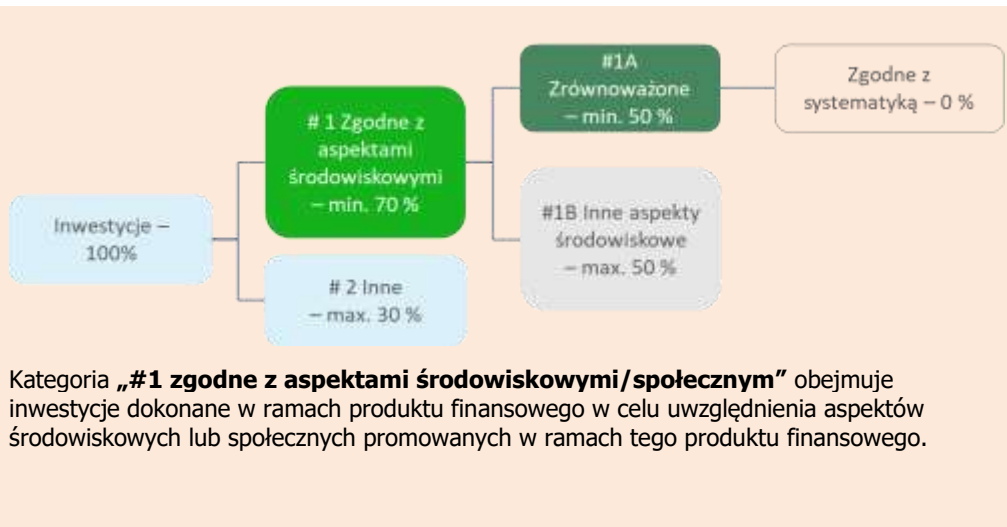 Inwestycje –
100%
# 1 Zgodne z
aspektami
środowiskowymi
– min. 70 %
# 2 Inne
– max. 30 %
#1A
Zrównoważone
– min. 50 %
#1B Inne aspekty
środowiskowe
– max. 50 %
Zgodne z
systematyką – 0 %
Kategoria „#1 zgodne z aspektami środowiskowymi/społecznym” obejmuje
inwestycje dokonane w ramach produktu finansowego w celu uwzględnienia aspektów
środowiskowych lub społecznych promowanych w ramach tego produktu finansowego.